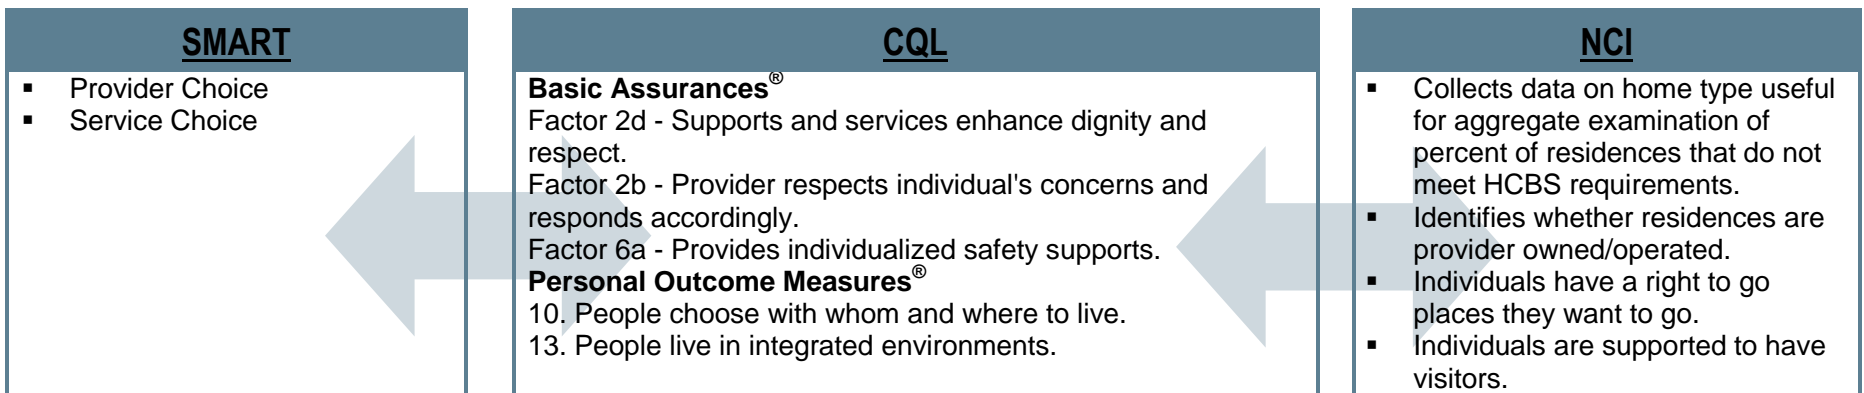 SMART
▪ Provider Choice
▪ Service Choice
CQL
Basic Assurances®
Factor 2d - Supports and services enhance dignity and
respect.
Factor 2b - Provider respects individual's concerns and
responds accordingly.
Factor 6a - Provides individualized safety supports.
Personal Outcome Measures®
10. People choose with whom and where to live.
13. People live in integrated environments.
NCI
▪ Collects data on home type useful
for aggregate examination of
percent of residences that do not
meet HCBS requirements.
▪ Identifies whether residences are
provider owned/operated.
▪ Individuals have a right to go
places they want to go.
▪ Individuals are supported to have
visitors.